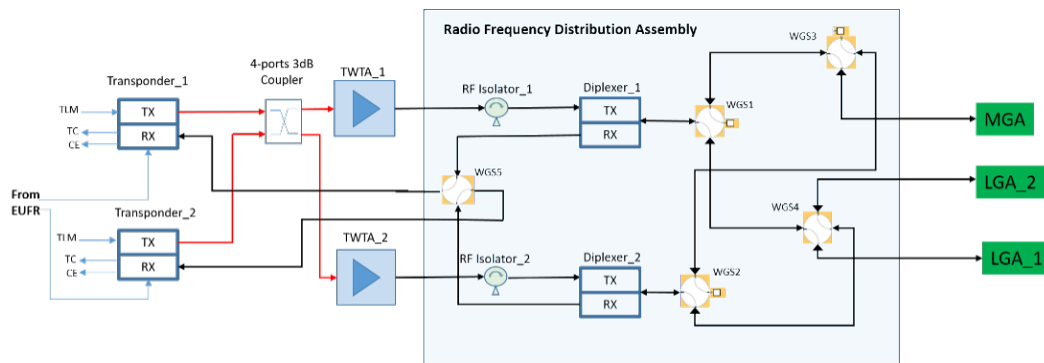 Radio Frequency Distribution Assembly
WGS3
4-ports 3dB
Coupler
TWTA_1
Transponder_1
RF Isolator_1
Diplexer_1
TLM
TX
TX
WGS1
TC
RX
RX
CE
MGA
WGS5
LGA_2
From
EUFR
Transponder_2
WGS4
TLM
TX
TWTA_2
TC
RX
RF Isolator_2
Diplexer_2
LGA_1
CE
TX
WGS2
RX